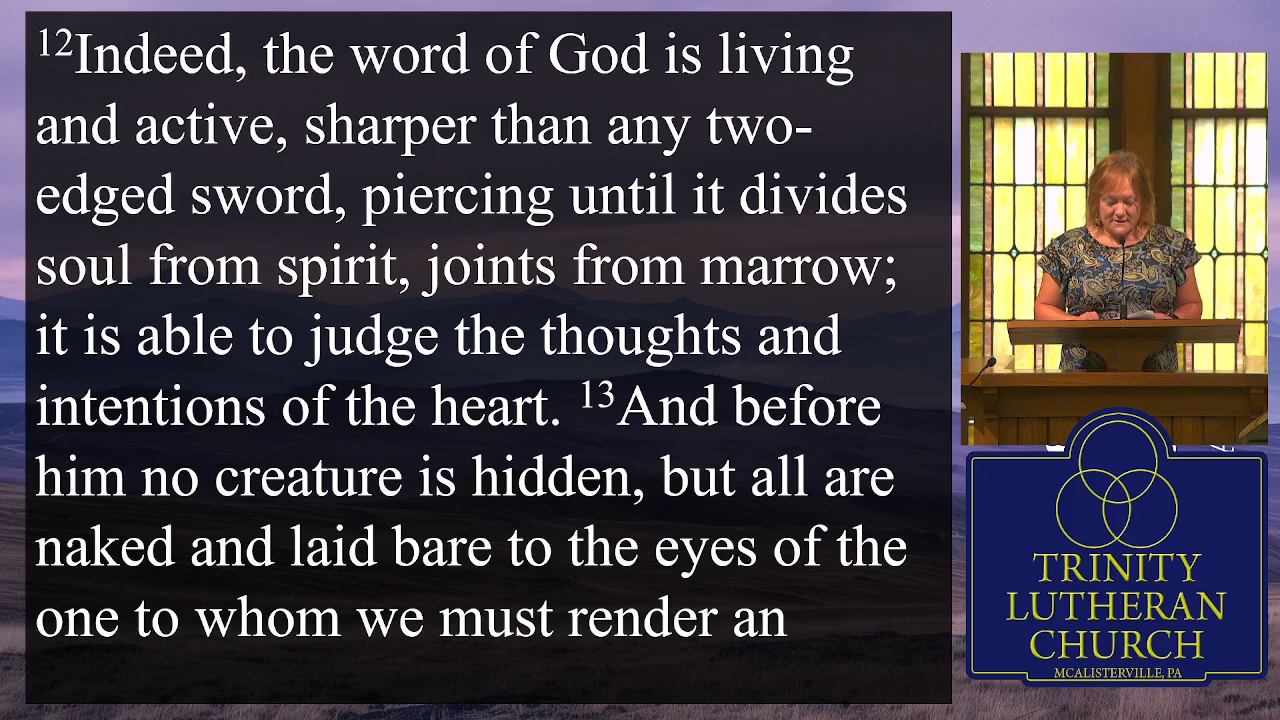 ¹²Indeed, the word of God is living
and active, sharper than any two-
edged sword, piercing until it divides
soul from spirit, joints from marrow;
it is able to judge the thoughts and
intentions of the heart. ¹³And before
him no creature is hidden, but all are
naked and laid bare to the eyes of the
one to whom we must render an
TRINITY
LUTHERAN
CHURCH
MCALISTERVILLE, PA